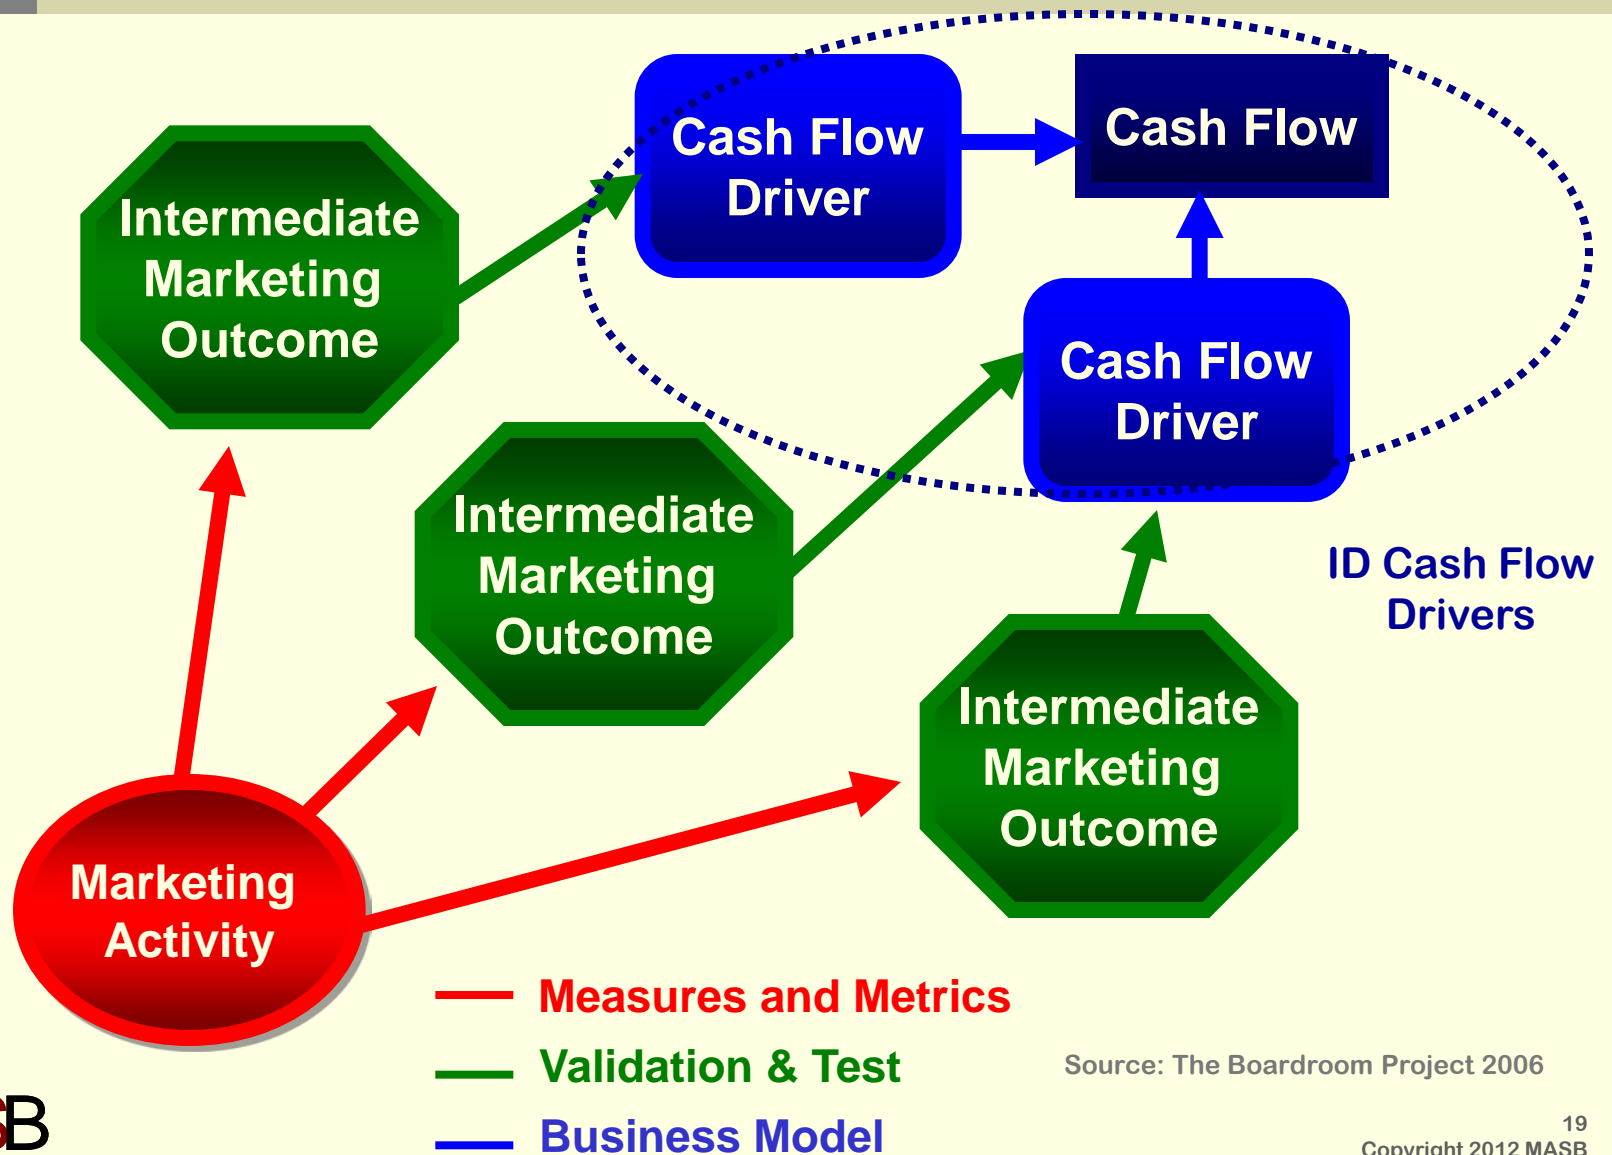 Cash Flow
Driver
Cash Flow
Intermediate
Marketing
Outcome
Cash Flow
Driver
Intermediate
Marketing
Outcome
ID Cash Flow
Drivers
Intermediate
Marketing
Outcome
Marketing
Activity
Measures and Metrics
Validation & Test
Source: The Boardroom Project 2006
Business Model
B
19
Copyright 2012 MASB